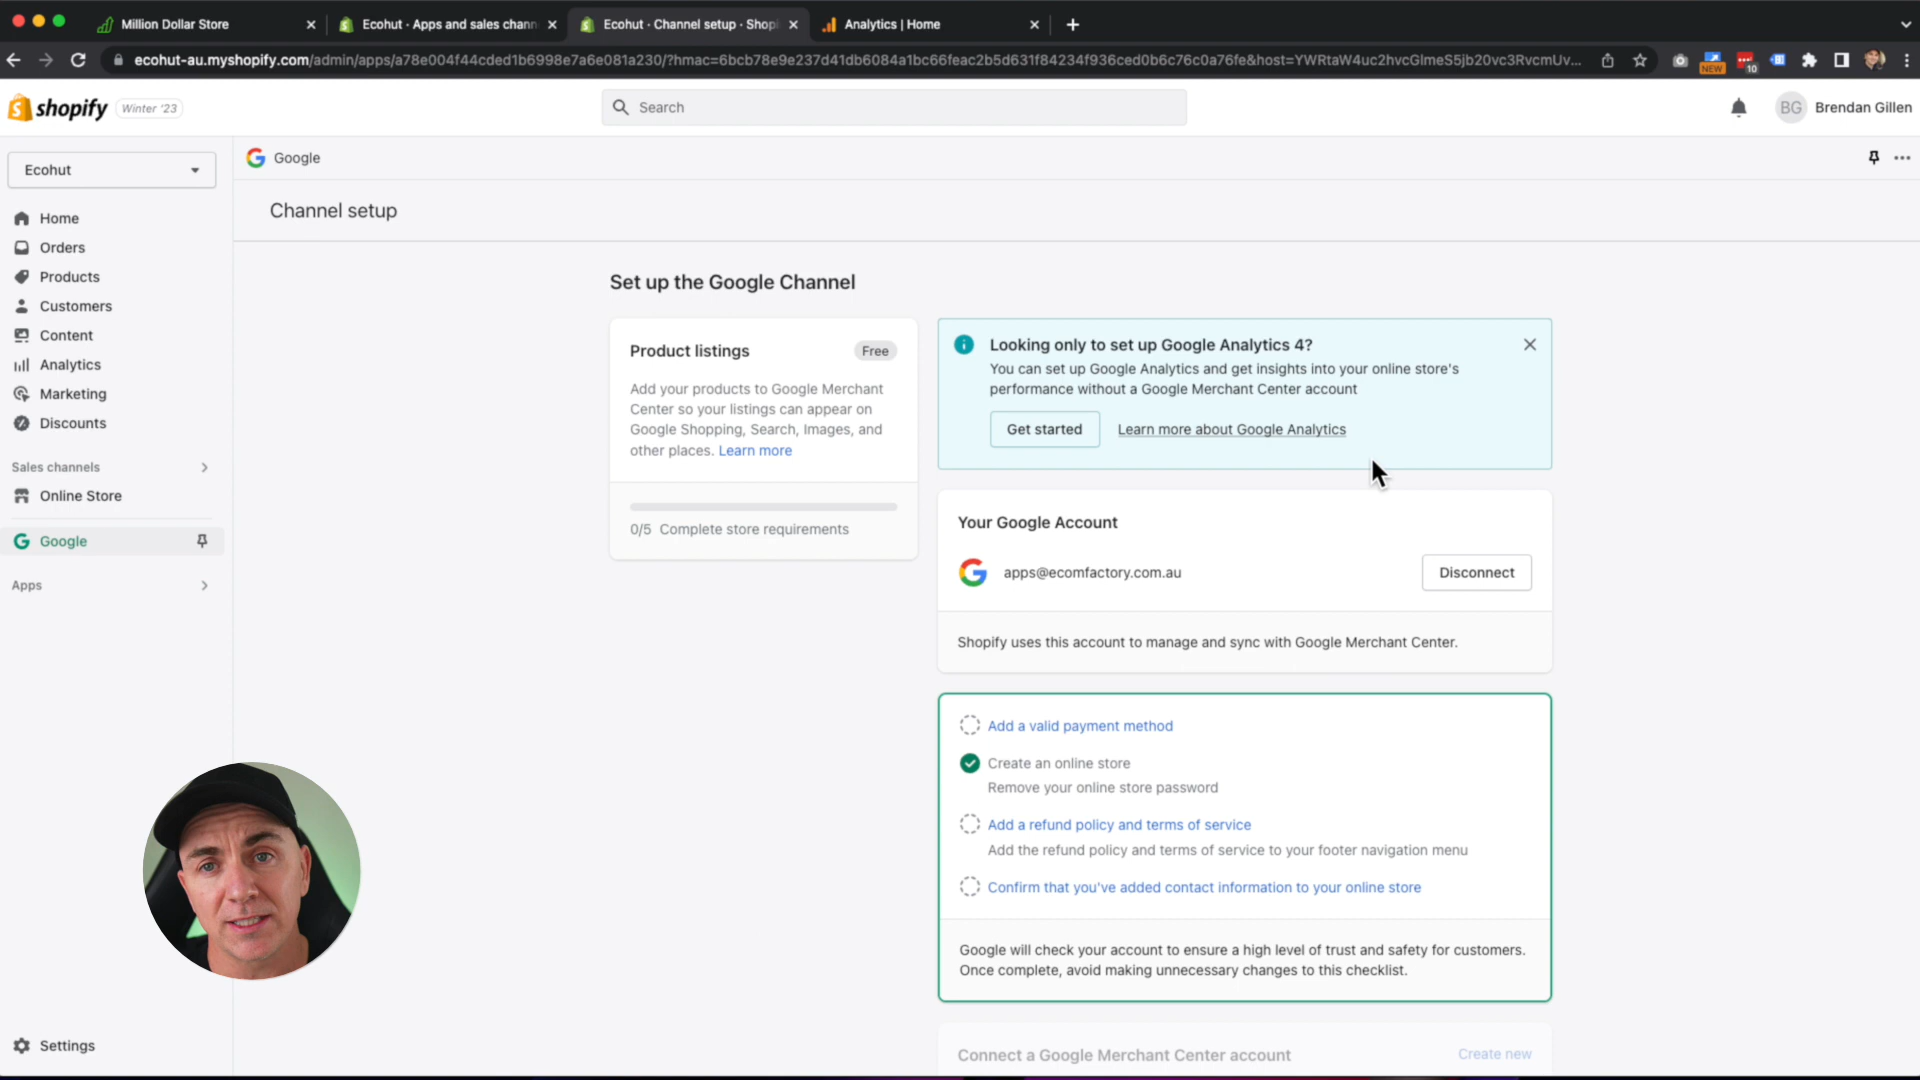 Million Dollar Store
Ecohut · Apps and sales chann
Ecohut · Channel setup · Shopi
Analytics | Home
ecohut-au.myshopify.com/admin/apps/a78e004f44cded1b6998e7a6e081a230/?hmac=6bcb78e9e237d41db6084a1bc66feac2b5d631f84234f936ced0b6c76c0a76fe&host=YWRtaW4uc2hvcGlmeS5jb20vc3RvcmUv...
NEW
10
shopify
Winter '23
Search
BG
Brendan Gillen
Ecohut
Home
Orders
Products
Customers
Content
Analytics
Marketing
Discounts
Sales channels
Online Store
Google
Apps
Settings
Google
Channel setup
Set up the Google Channel
Product listings
Free
Add your products to Google Merchant
Center so your listings can appear on
Google Shopping, Search, Images, and
other places. Learn more
0/5 Complete store requirements
Looking only to set up Google Analytics 4?
You can set up Google Analytics and get insights into your online store's
performance without a Google Merchant Center account
Get started
Learn more about Google Analytics
Your Google Account
apps@ecomfactory.com.au
Disconnect
Shopify uses this account to manage and sync with Google Merchant Center.
Add a valid payment method
Create an online store
Remove your online store password
Add a refund policy and terms of service
Add the refund policy and terms of service to your footer navigation menu
Confirm that you've added contact information to your online store
Google will check your account to ensure a high level of trust and safety for customers.
Once complete, avoid making unnecessary changes to this checklist.
Connect a Google Merchant Center account
Create new